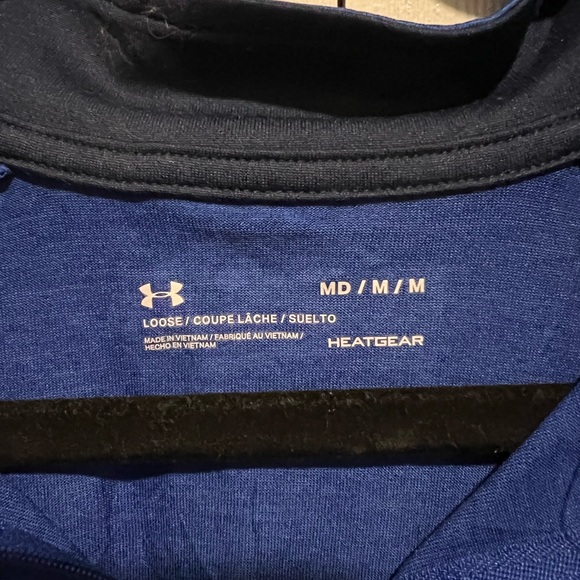 MD / M / M
LOOSE / COUPE LÂCHE / SUELTO
MADE IN VIETNAM / FABRIQUÉ AU VIETNAM /
HECHO EN VIETNAM
HEATGEAR